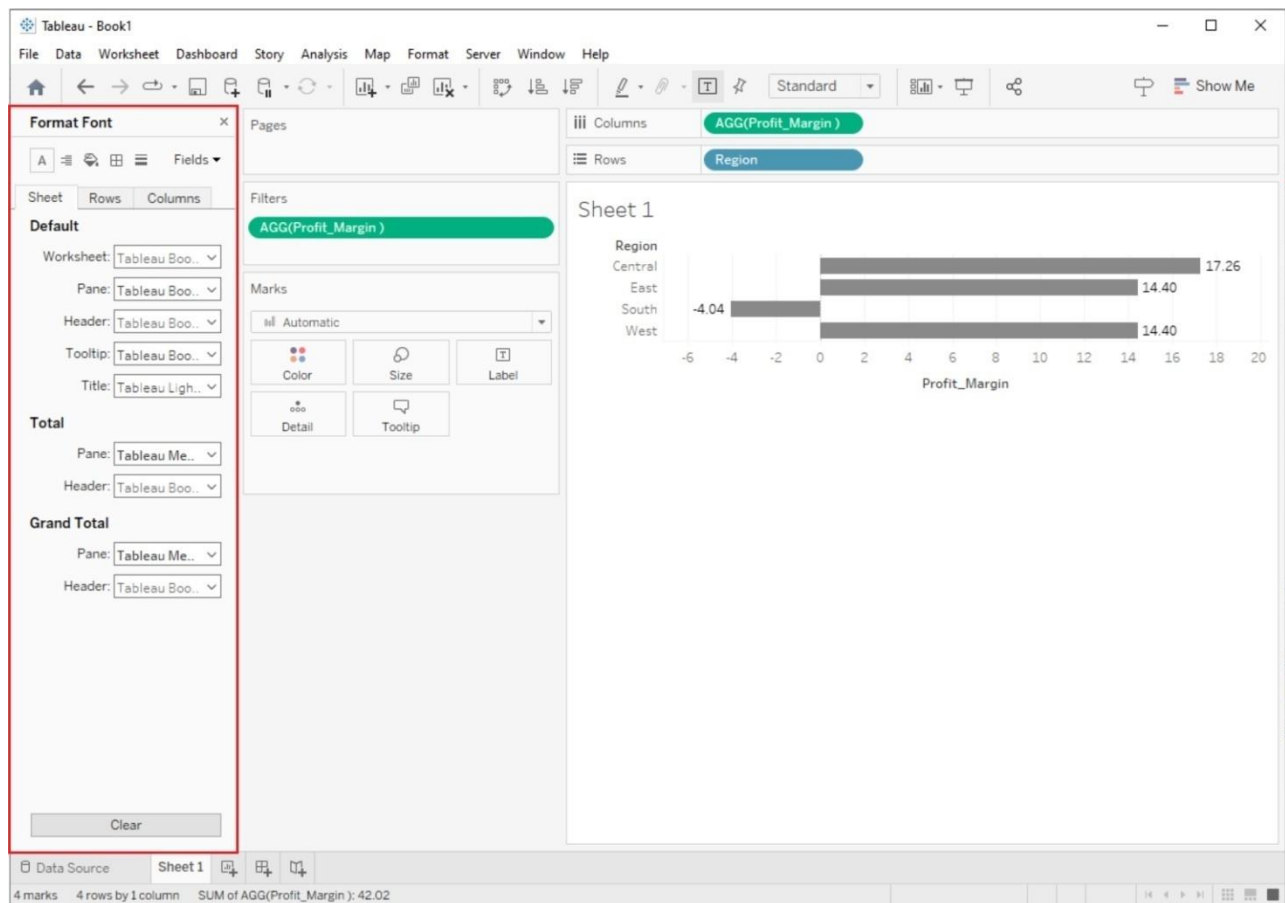 Tableau - Book1
File Data Worksheet Dashboard Story Analysis Map Format Server Window Help
Standard
Show Me
Format Font
Fields
Sheet Rows Columns
Default
Worksheet: Tableau Boo..
Pane: Tableau Boo..
Header: Tableau Boo..
Tooltip: Tableau Boo..
Title: Tableau Ligh..
Total
Pane: Tableau Me..
Header: Tableau Boo..
Grand Total
Pane: Tableau Me..
Header: Tableau Boo..
Clear
Pages
Filters
AGG(Profit_Margin )
Marks
Automatic
Color Size Label
Detail Tooltip
Columns AGG(Profit_Margin )
Rows Region
Sheet 1
Region
Central 17.26
East 14.40
South -4.04
West 14.40
-6 -4 -2 0 2 4 6 8 10 12 14 16 18 20
Profit_Margin
Data Source Sheet 1
4 marks 4 rows by 1 column SUM of AGG(Profit_Margin ): 42.02